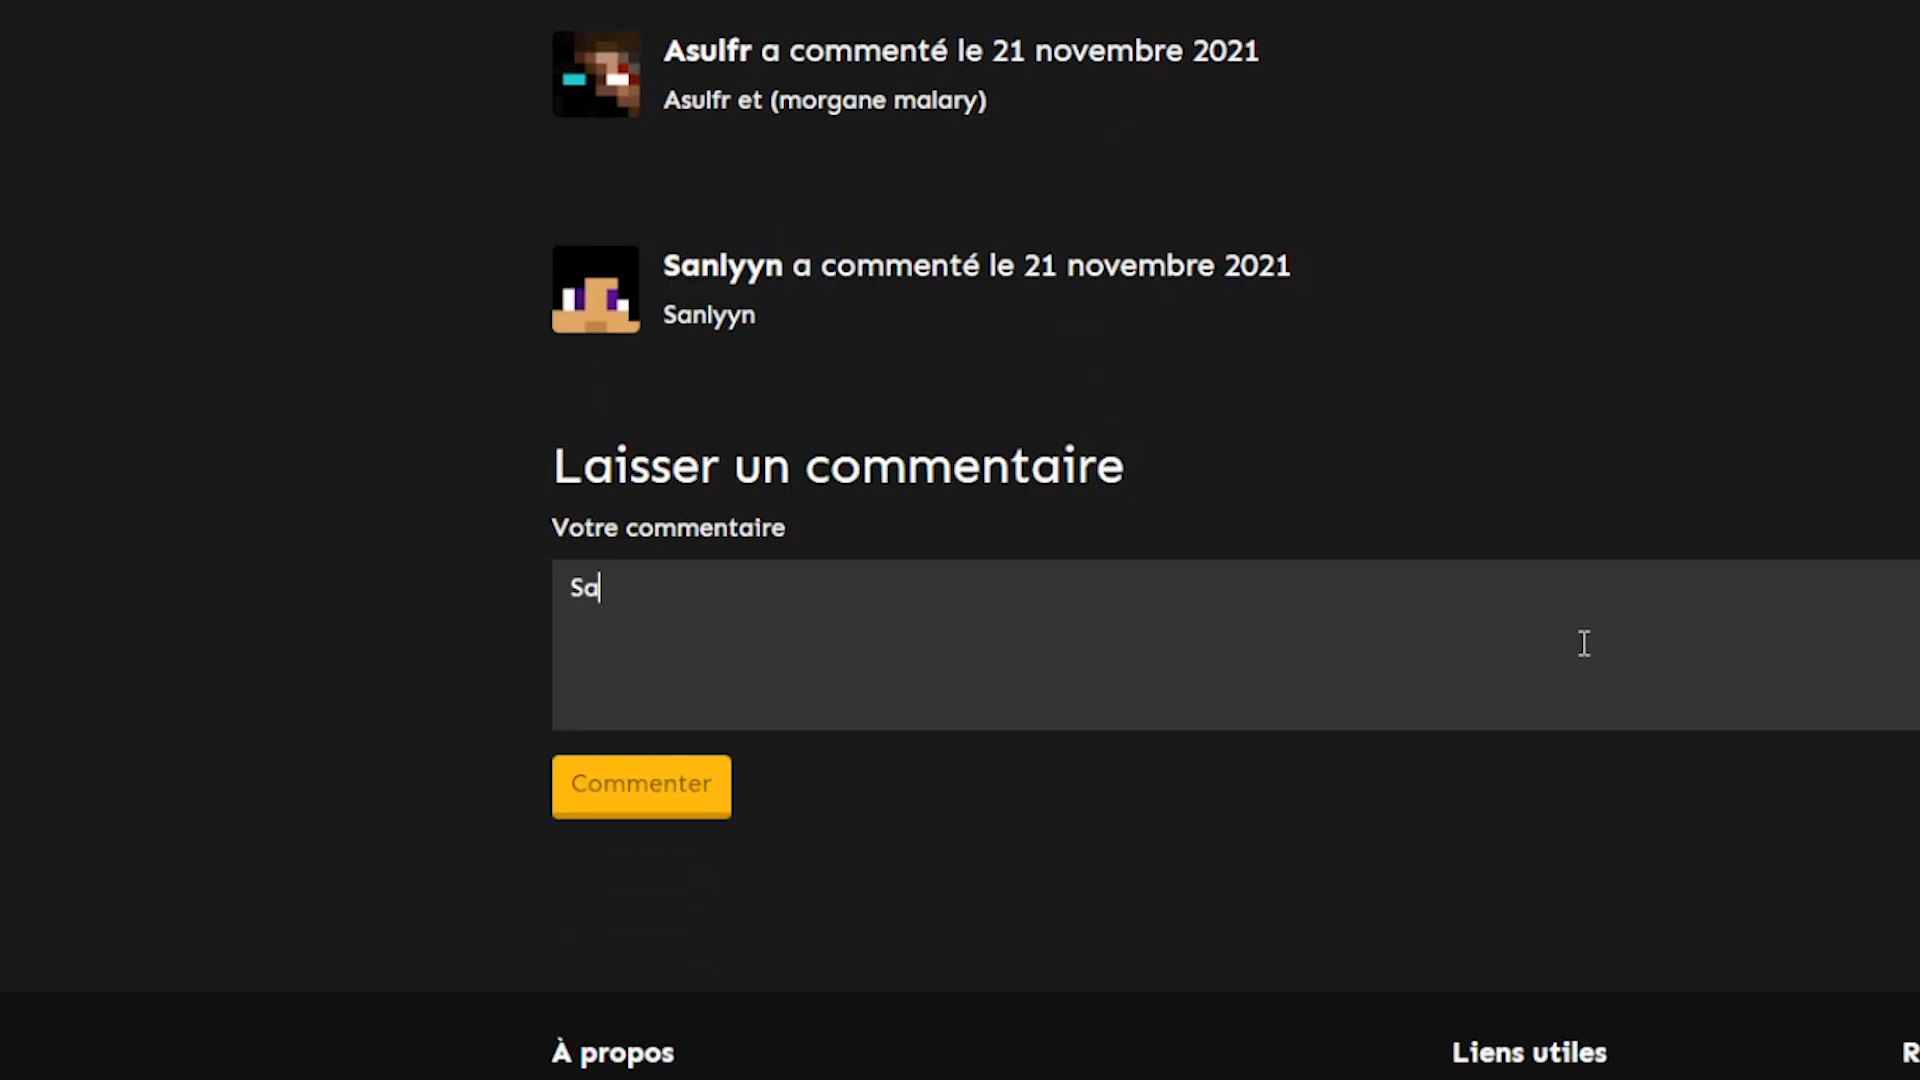 Asulfr a commenté le 21 novembre 2021
Asulfr et (morgane malary)
Sanlyyn a commenté le 21 novembre 2021
Sanlyyn
Laisser un commentaire
Votre commentaire
Sa
Commenter
À propos
Liens utiles
R